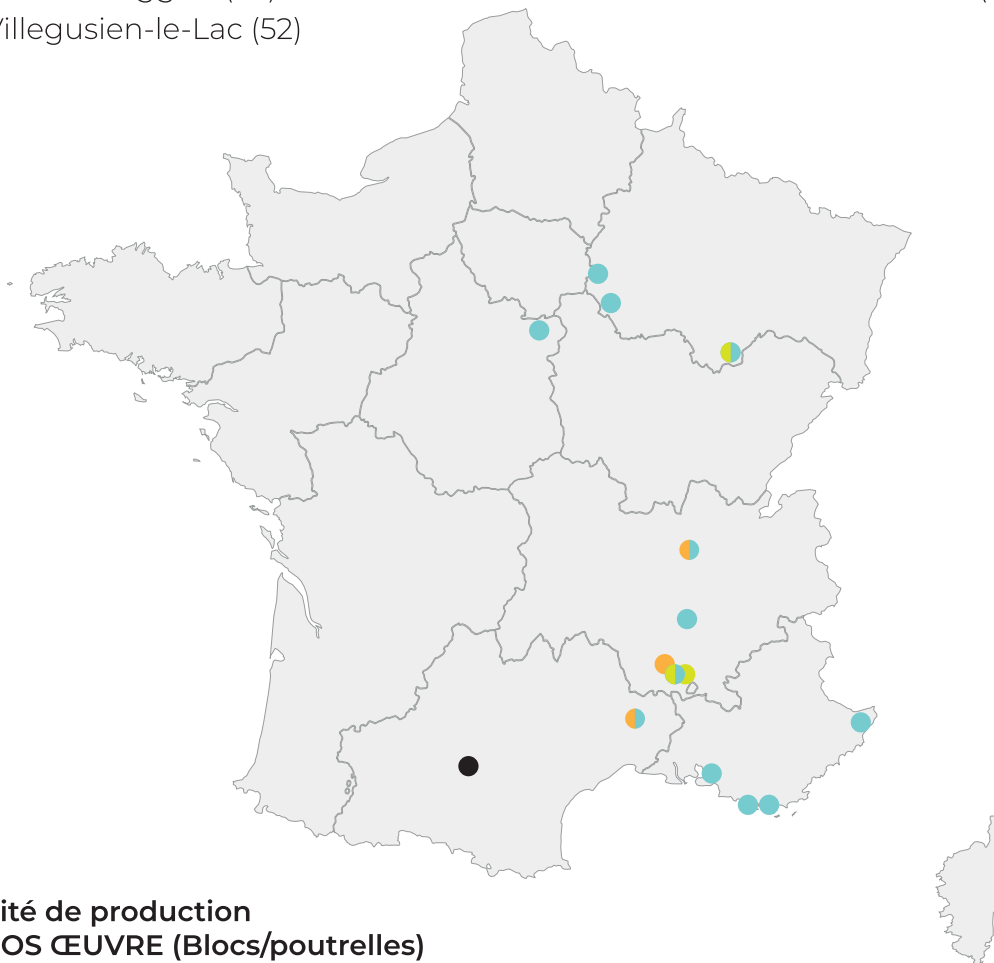 Villegusien-le-Lac (52)
ité de production
OS ŒUVRE (Blocs/poutrelles)